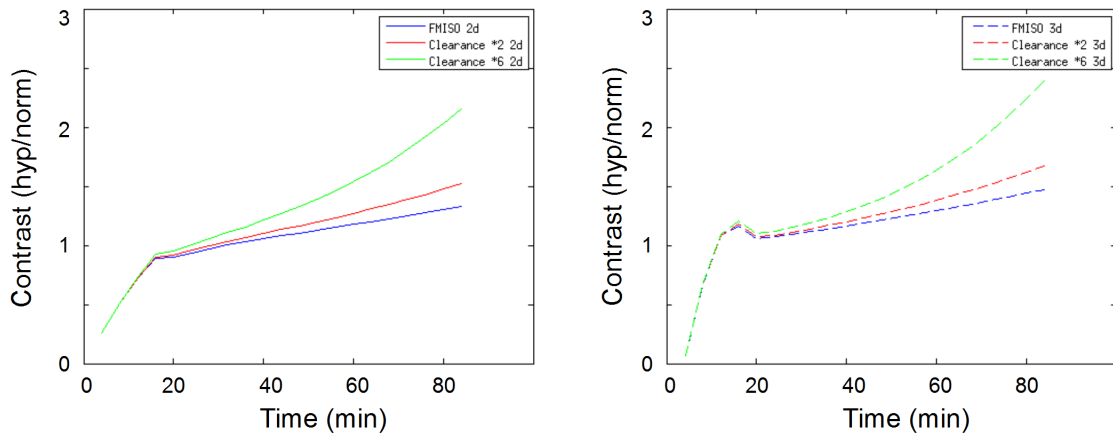 3
2
1
0
Contrast (hyp/norm)
FMISO 2d
Clearance *2 2d
Clearance *6 2d
0 20 40 60 80
Time (min)
3
2
1
0
Contrast (hyp/norm)
FMISO 3d
Clearance *2 3d
Clearance *6 3d
0 20 40 60 80
Time (min)